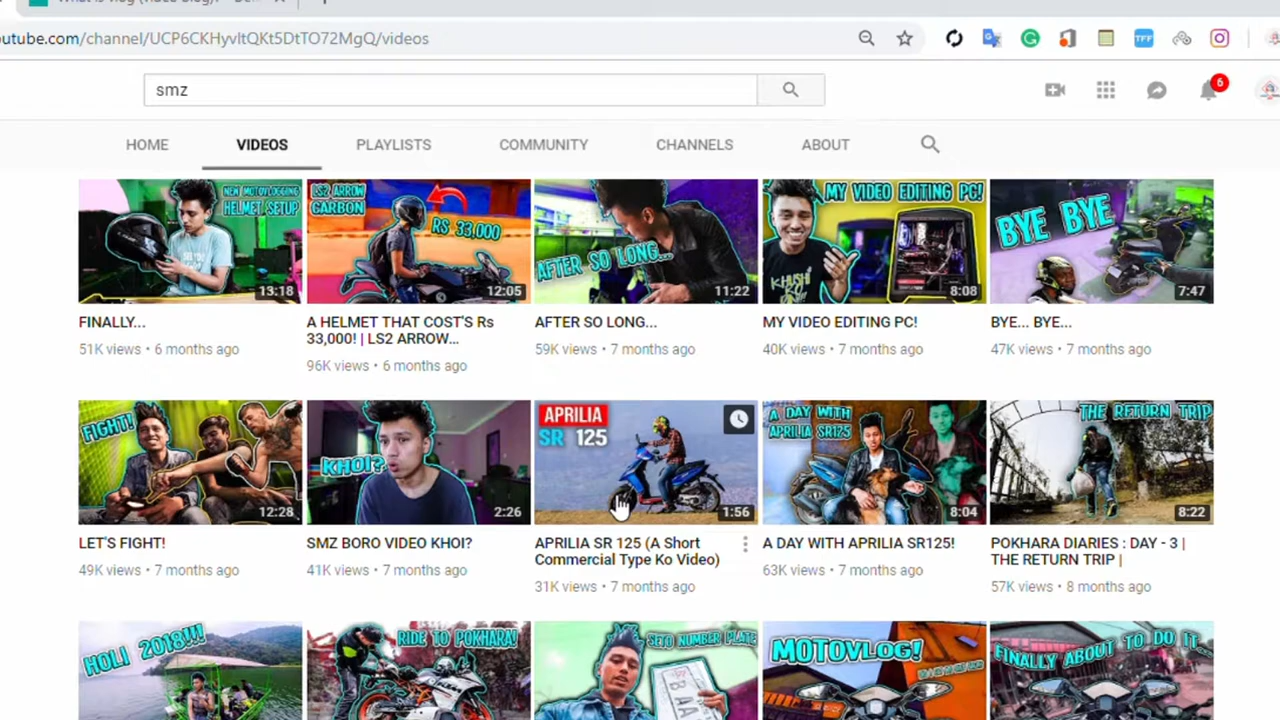 utube.com/channel/UCP6CKHyvItQKt5DtTO72MgQ/videos
TFF
smz
6
HOME VIDEOS PLAYLISTS COMMUNITY CHANNELS ABOUT
NEW MOTOVLOGGING
HELMET SETUP
13:18
LS2 ARROW
CARBON
RS 33,000
12:05
AFTER SO LONG...
11:22
MY VIDEO EDITING PC!
8:08
BYE BYE
7:47
FINALLY...
51K views • 6 months ago
A HELMET THAT COST'S Rs
33,000! | LS2 ARROW...
96K views • 6 months ago
AFTER SO LONG...
59K views • 7 months ago
MY VIDEO EDITING PC!
40K views • 7 months ago
BYE... BYE...
47K views • 7 months ago
FIGHT!
12:28
KHOI?
2:26
APRILIA
SR 125
1:56
A DAY WITH
APRILIA SR125
8:04
THE RETURN TRIP
8:22
LET'S FIGHT!
49K views • 7 months ago
SMZ BORO VIDEO KHOI?
41K views • 7 months ago
APRILIA SR 125 (A Short
Commercial Type Ko Video)
31K views • 7 months ago
A DAY WITH APRILIA SR125!
63K views • 7 months ago
POKHARA DIARIES : DAY - 3 |
THE RETURN TRIP |
57K views • 8 months ago
HOLI 2018!!!
RIDE TO POKHARA!
SETO NUMBER PLATE
MOTOVLOG!
FINALLY ABOUT TO DO IT...